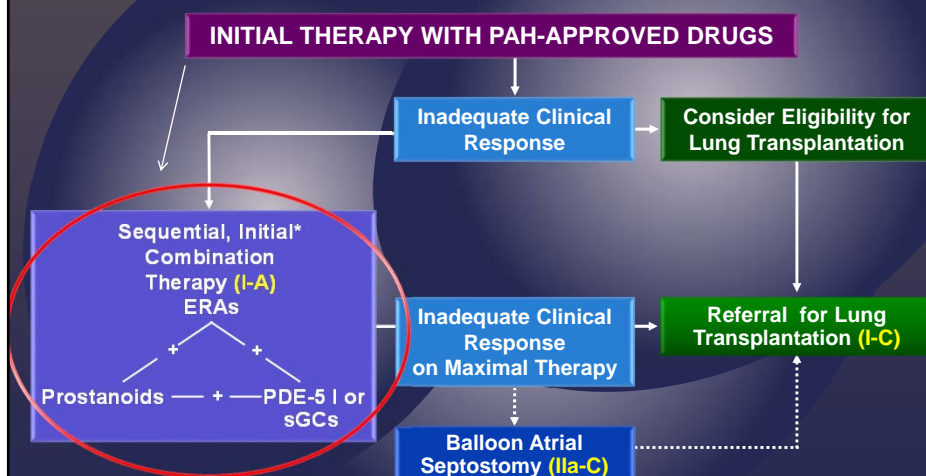 INITIAL THERAPY WITH PAH-APPROVED DRUGS
Inadequate Clinical
Response
Consider Eligibility for
Lung Transplantation
Sequential, Initial*
Combination
Therapy (I-A)
ERAs
+ +
Prostanoids + PDE-5 I or
sGCs
Inadequate Clinical
Response
on Maximal Therapy
Referral for Lung
Transplantation (I-C)
Balloon Atrial
Septostomy (IIa-C)